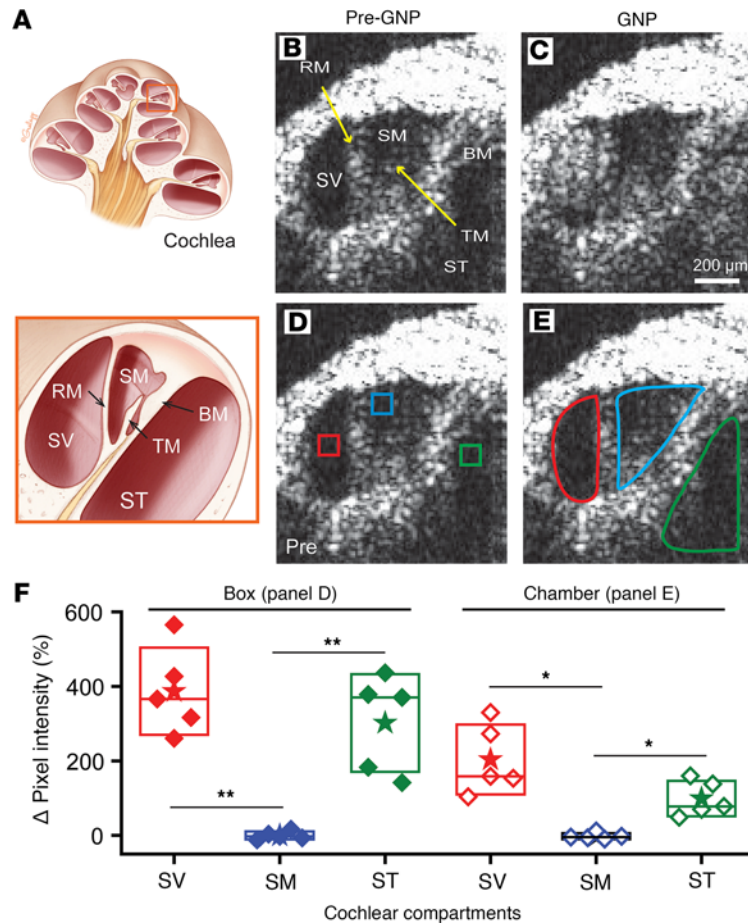 A
Cochlea
RM
SM
BM
SV
TM
ST
Pre-GNP
GNP
B
RM
SM
BM
SV
TM
ST
C
200 µm
D
Pre
E
F
Box (panel D)
Chamber (panel E)
Δ Pixel intensity (%)
600
400
200
0
**
**
*
*
SV
SM
ST
SV
SM
ST
Cochlear compartments